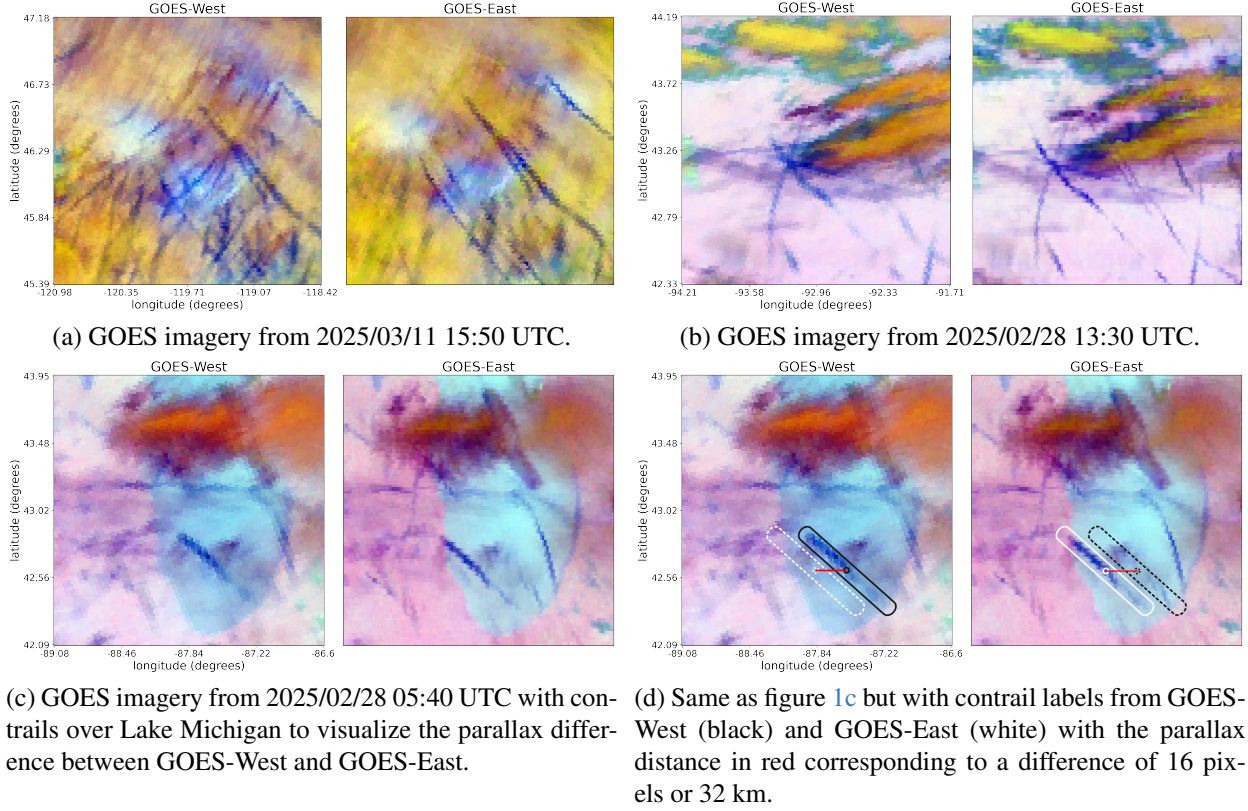 GOES-West
GOES-East
47.18
46.73
46.29
45.84
45.39
latitude (degrees)
-120.98
-120.35
-119.71
-119.07
-118.42
longitude (degrees)
(a) GOES imagery from 2025/03/11 15:50 UTC.
GOES-West
GOES-East
44.19
43.72
43.26
42.79
42.33
latitude (degrees)
-94.21
-93.58
-92.96
-92.33
-91.71
longitude (degrees)
(b) GOES imagery from 2025/02/28 13:30 UTC.
GOES-West
GOES-East
43.95
43.48
43.02
42.56
42.09
latitude (degrees)
-89.08
-88.46
-87.84
-87.22
-86.6
longitude (degrees)
(c) GOES imagery from 2025/02/28 05:40 UTC with con-
trails over Lake Michigan to visualize the parallax differ-
ence between GOES-West and GOES-East.
GOES-West
GOES-East
43.95
43.48
43.02
42.56
42.09
latitude (degrees)
-89.08
-88.46
-87.84
-87.22
-86.6
longitude (degrees)
(d) Same as figure 1c but with contrail labels from GOES-
West (black) and GOES-East (white) with the parallax
distance in red corresponding to a difference of 16 pix-
els or 32 km.